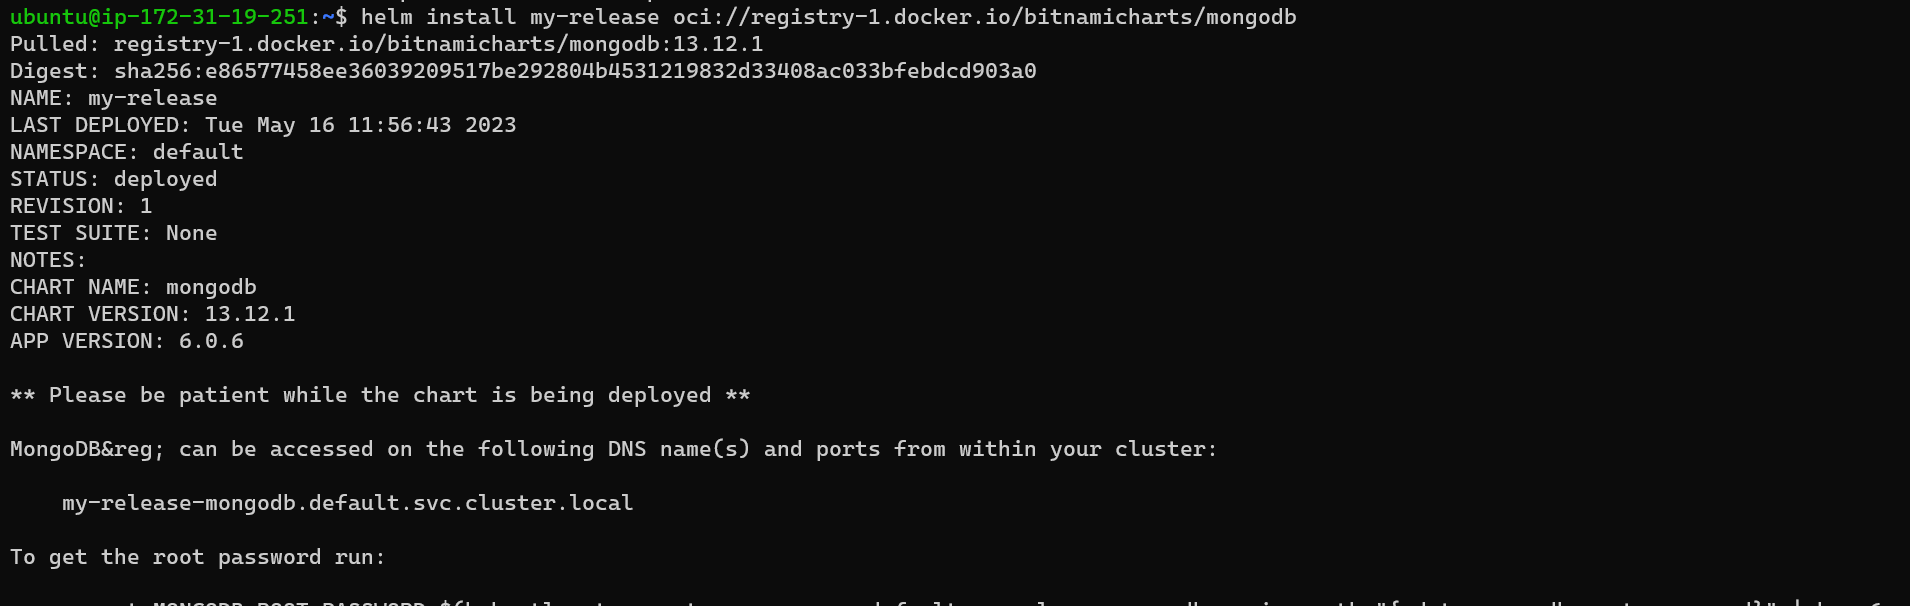 ubuntu@ip-172-31-19-251:~$ helm install my-release oci://registry-1.docker.io/bitnamicharts/mongodb
Pulled: registry-1.docker.io/bitnamicharts/mongodb:13.12.1
Digest: sha256:e86577458ee36039209517be292804b4531219832d33408ac033bfebdcd903a0
NAME: my-release
LAST DEPLOYED: Tue May 16 11:56:43 2023
NAMESPACE: default
STATUS: deployed
REVISION: 1
TEST SUITE: None
NOTES:
CHART NAME: mongodb
CHART VERSION: 13.12.1
APP VERSION: 6.0.6
** Please be patient while the chart is being deployed **
MongoDB&reg; can be accessed on the following DNS name(s) and ports from within your cluster:
my-release-mongodb.default.svc.cluster.local
To get the root password run: